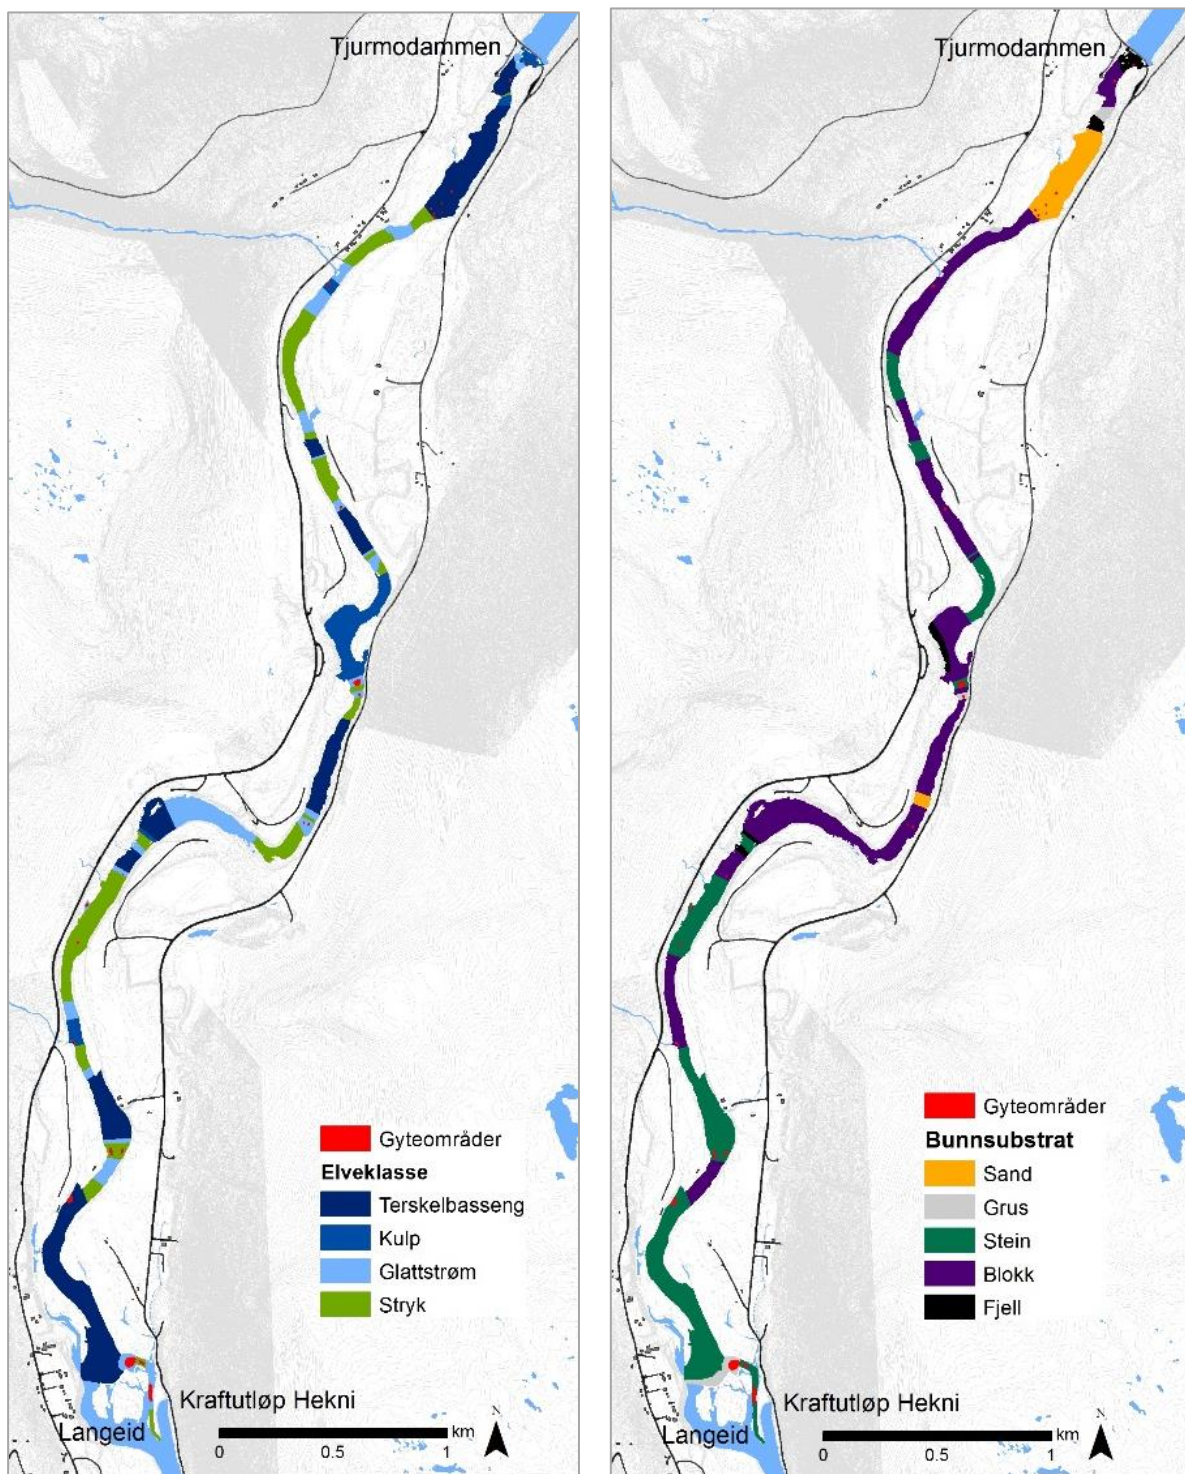 Tjurmodammen
Gyteområder
Elveklasse
Terskelbasseng
Kulp
Glattstrøm
Stryk
Kraftutløp Hekni
Langeid
N
km
0
0.5
1
Tjurmodammen
Gyteområder
Bunnsubstrat
Sand
Grus
Stein
Blokk
Fjell
Kraftutløp Hekni
Langeid
N
km
0
0.5
1